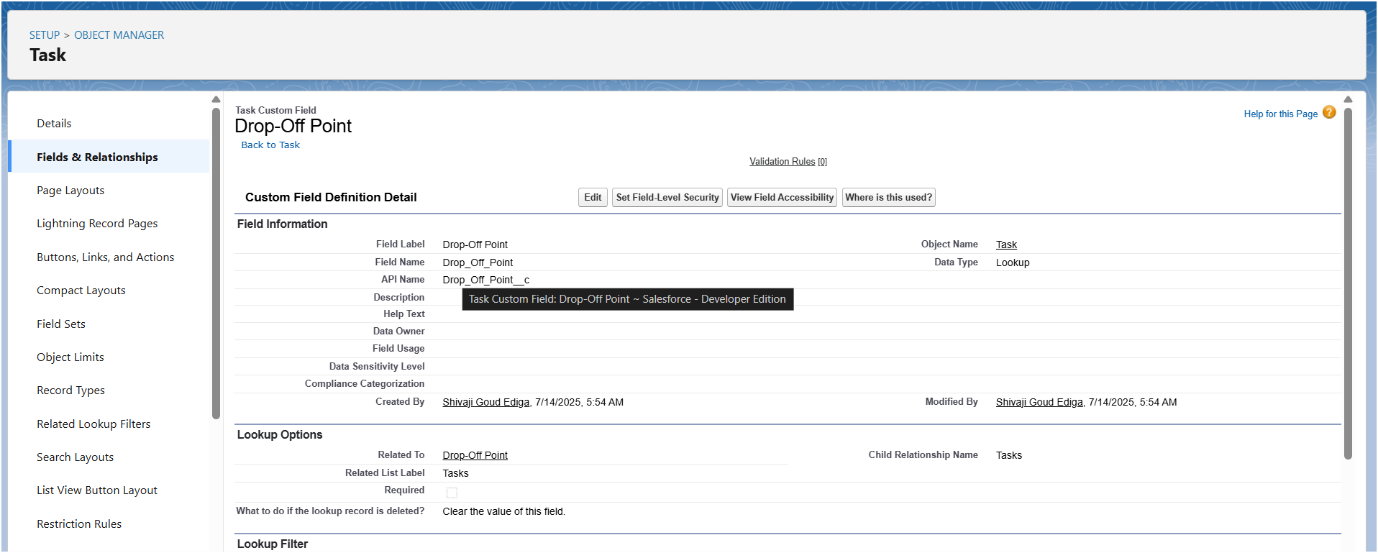 SETUP > OBJECT MANAGER
Task
Details
Fields & Relationships
Page Layouts
Lightning Record Pages
Buttons, Links, and Actions
Compact Layouts
Field Sets
Object Limits
Record Types
Related Lookup Filters
Search Layouts
List View Button Layout
Restriction Rules
Task Custom Field
Drop-Off Point
Back to Task
Help for this Page ?
Validation Rules [0]
Custom Field Definition Detail Edit Set Field-Level Security View Field Accessibility Where is this used?
Field Information
Field Label Drop-Off Point Object Name Task
Field Name Drop_Off_Point Data Type Lookup
API Name Drop_Off_Point__c
Description
Task Custom Field: Drop-Off Point ~ Salesforce - Developer Edition
Help Text
Data Owner
Field Usage
Data Sensitivity Level
Compliance Categorization
Created By Shivaji Goud Ediga, 7/14/2025, 5:54 AM Modified By Shivaji Goud Ediga, 7/14/2025, 5:54 AM
Lookup Options
Related To Drop-Off Point Child Relationship Name Tasks
Related List Label Tasks
Required
What to do if the lookup record is deleted? Clear the value of this field.
Lookup Filter